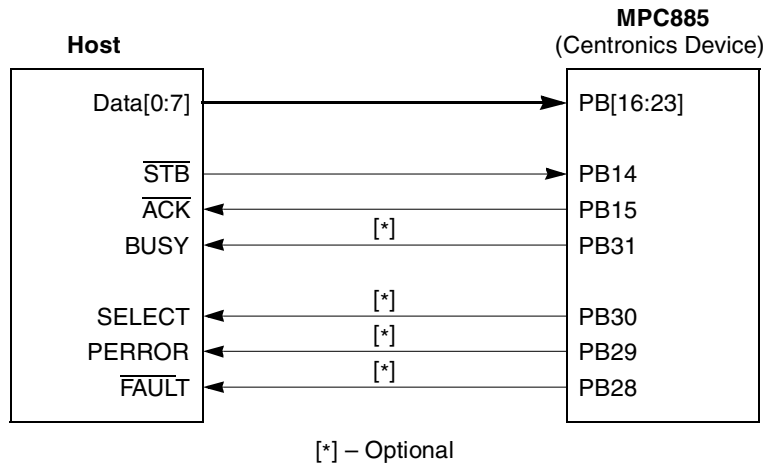 MPC885
Host (Centronics Device)
Data[0:7] PB[16:23]
STB PB14
ACK PB15
[*]
BUSY PB31
[*]
SELECT PB30
[*]
PERROR PB29
[*]
FAULT PB28
[*] – Optional